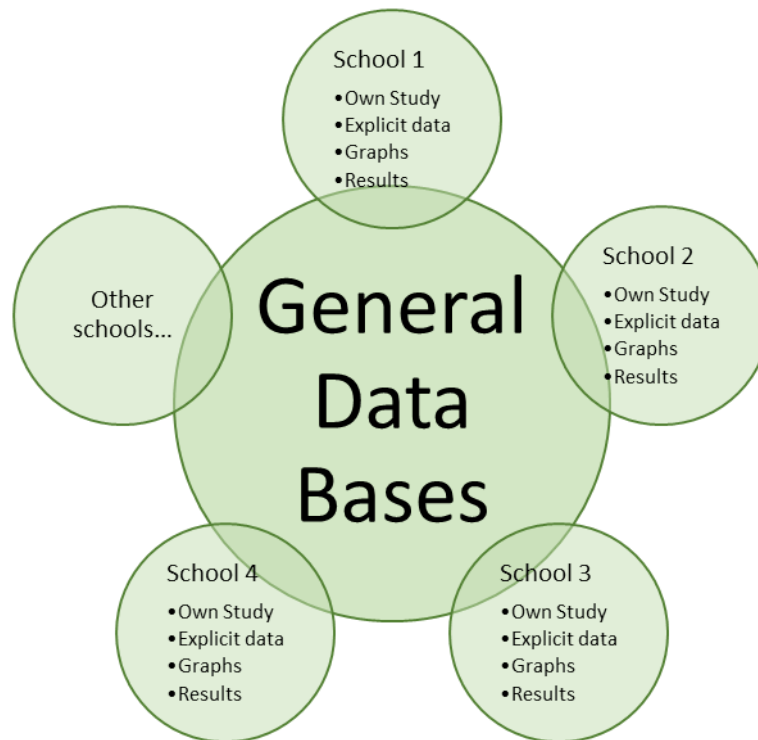 School 1
•Own Study
•Explicit data
•Graphs
•Results
School 2
•Own Study
•Explicit data
•Graphs
•Results
School 3
•Own Study
•Explicit data
•Graphs
•Results
School 4
•Own Study
•Explicit data
•Graphs
•Results
Other
schools...
General
Data
Bases